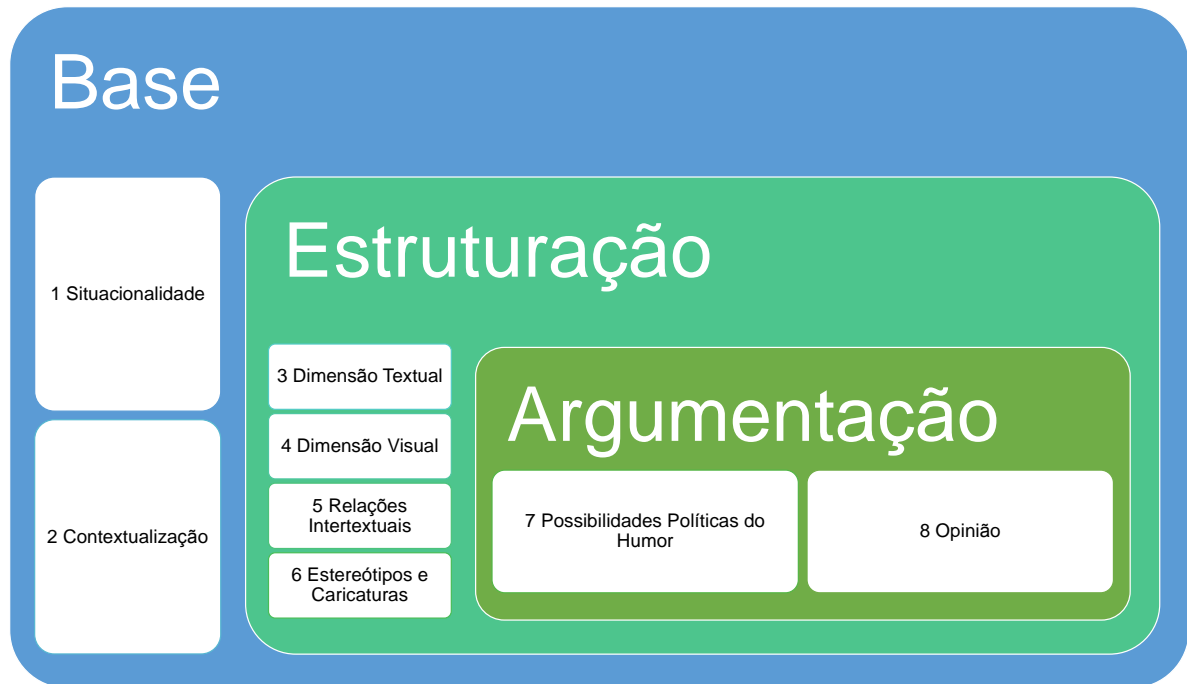 Base
1 Situacionalidade
2 Contextualização
Estruturação
3 Dimensão Textual
4 Dimensão Visual
5 Relações
Intertextuais
6 Estereótipos e
Caricaturas
Argumentação
7 Possibilidades Políticas do
Humor
8 Opinião